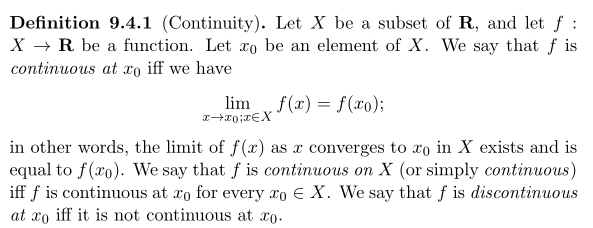 Definition 9.4.1 (Continuity). Let X be a subset of R, and let f :
X → R be a function. Let x₀ be an element of X. We say that f is
continuous at x₀ iff we have
lim f(x) = f(x₀);
x→x₀;x∈X
in other words, the limit of f(x) as x converges to x₀ in X exists and is
equal to f(x₀). We say that f is continuous on X (or simply continuous)
iff f is continuous at x₀ for every x₀ ∈ X. We say that f is discontinuous
at x₀ iff it is not continuous at x₀.